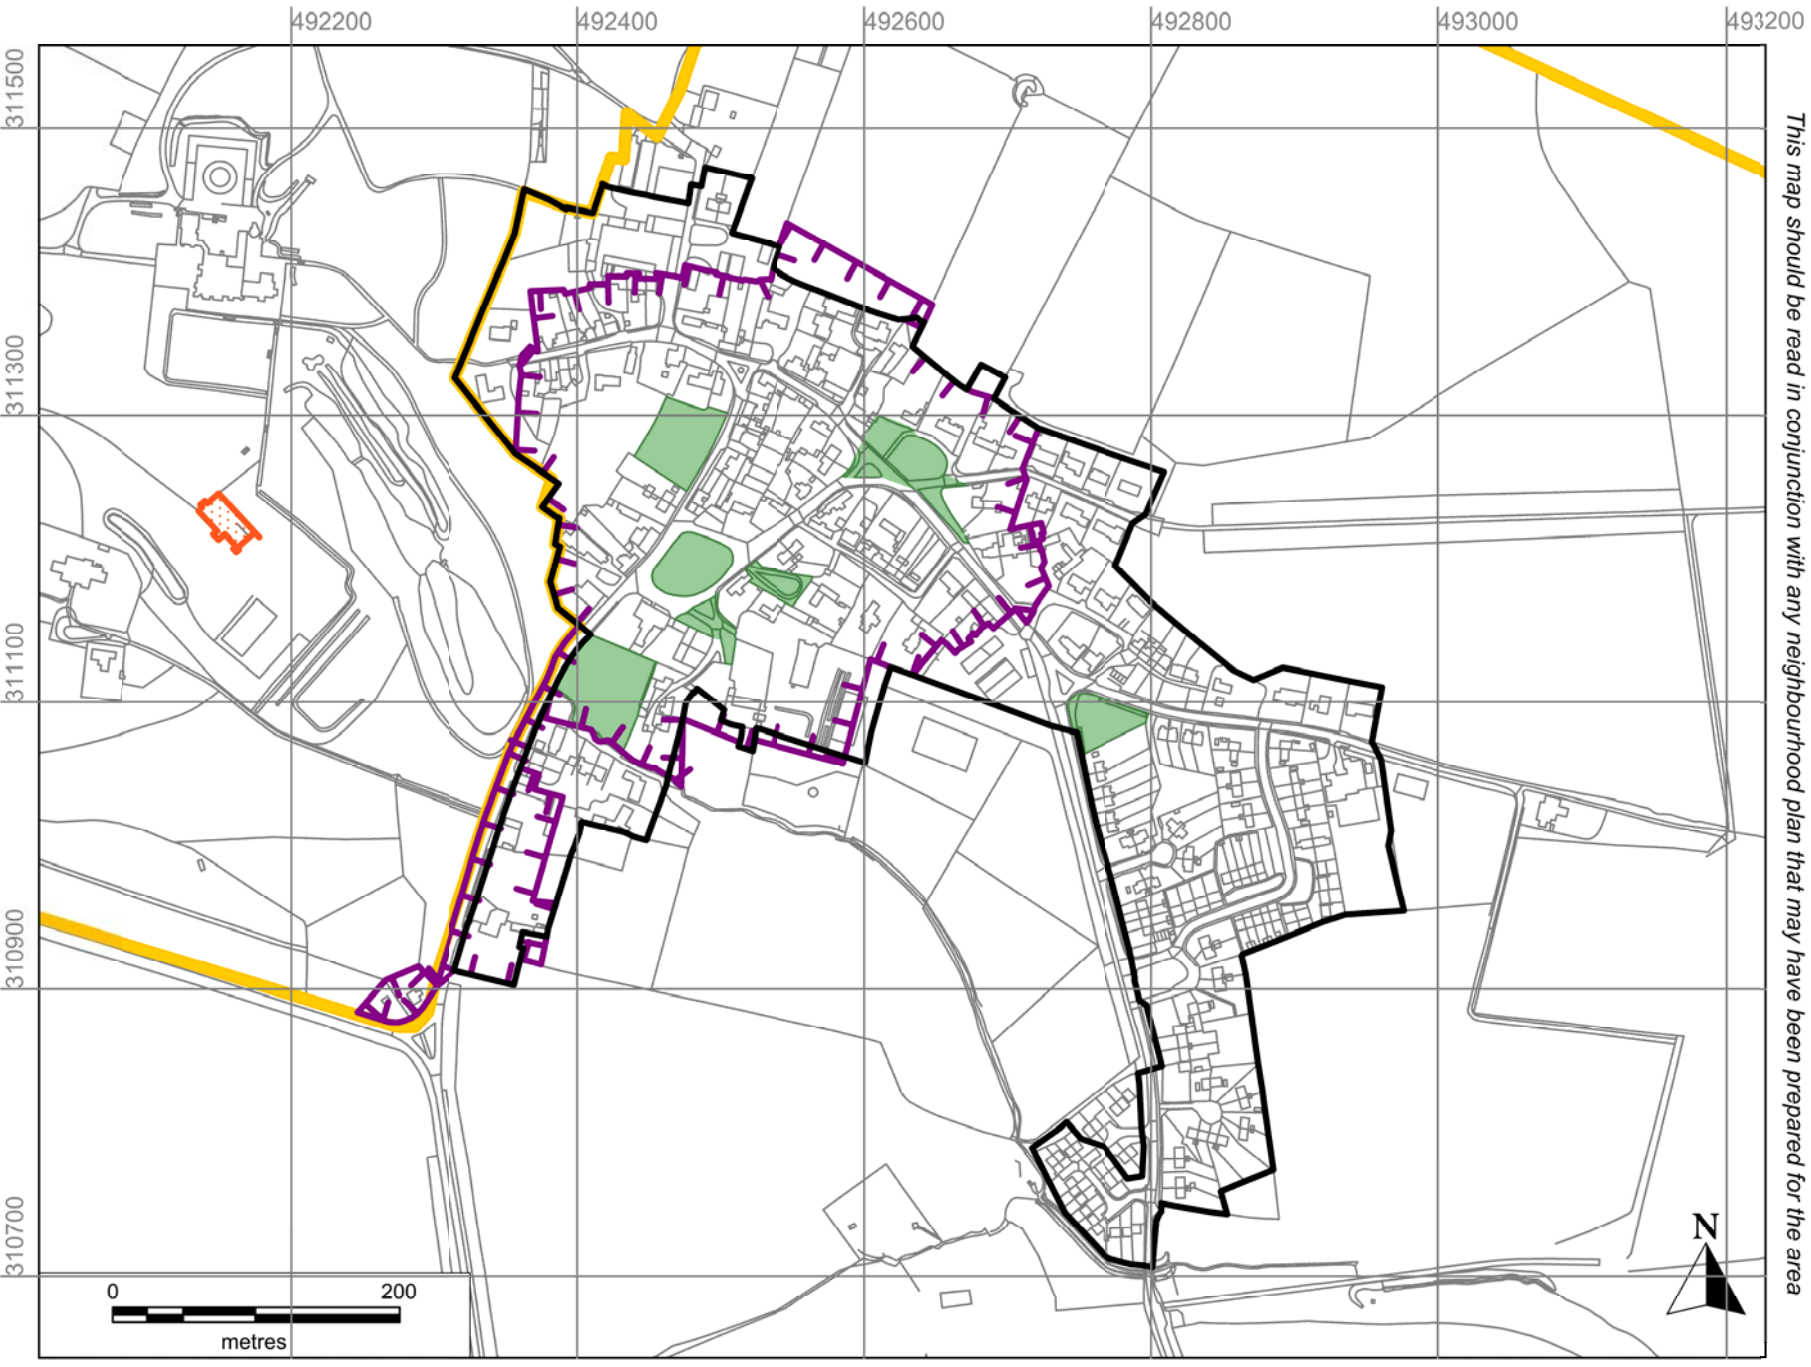 492200 492400 492600 492800 493000 493200
311500
311300
311100
310900
310700
This map should be read in conjunction with any neighbourhood plan that may have been prepared for the area
N
0 200
metres